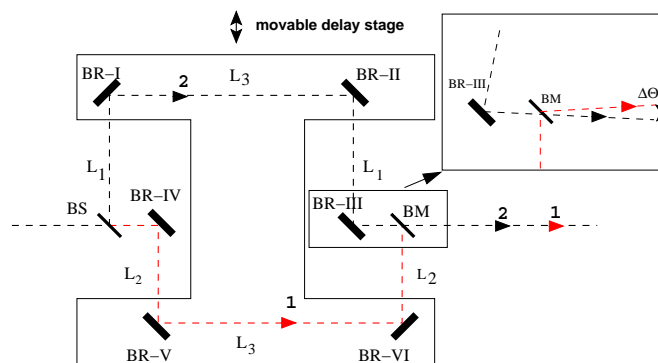 movable delay stage
BR–I
2
L3
BR–II
BR–III
BM
ΔΘ
L1
L1
BS
BR–IV
BR–III
BM
2
1
L2
L2
1
BR–V
L3
BR–VI